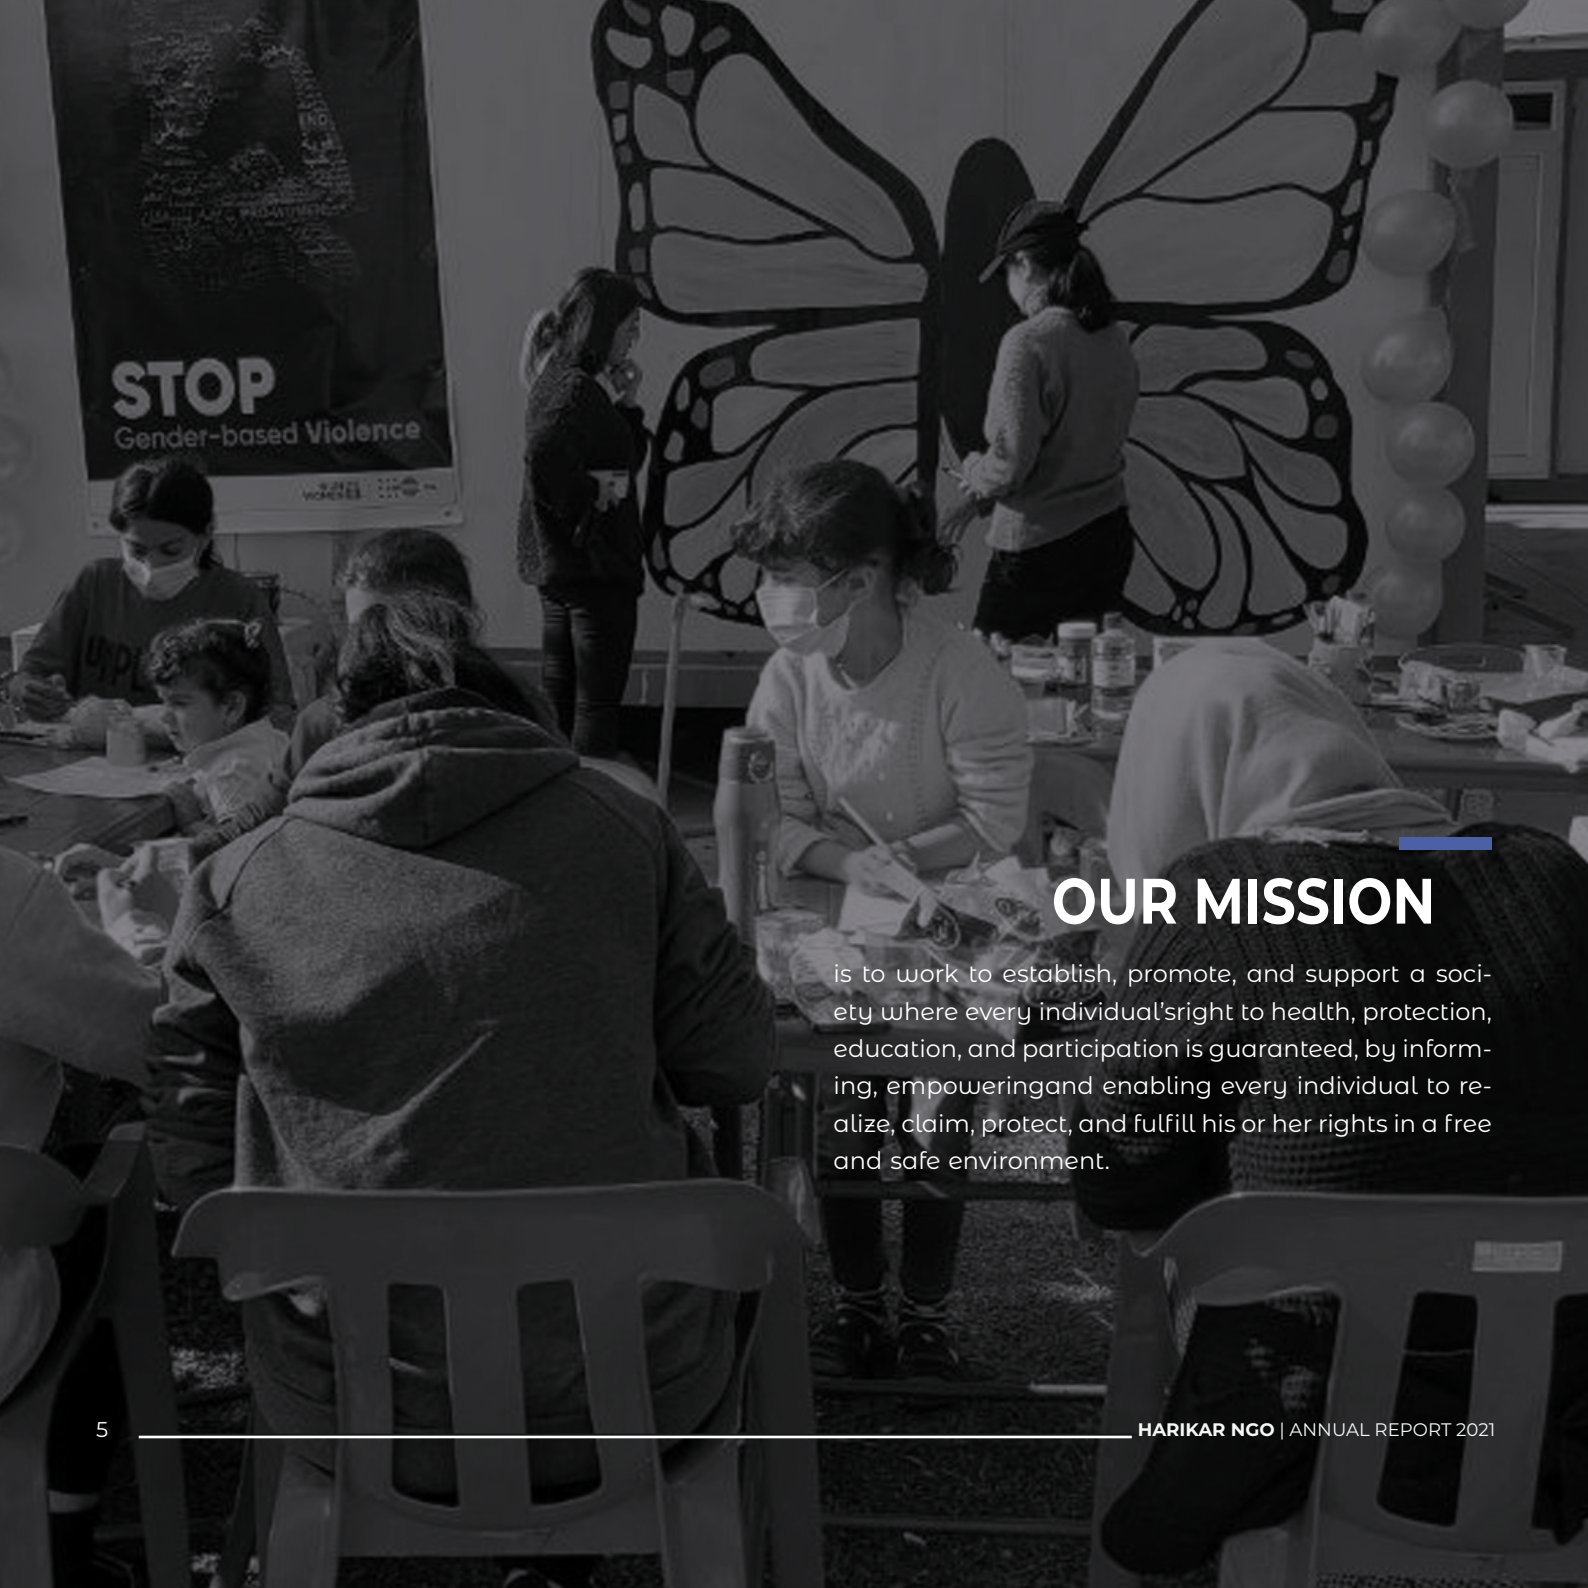 END
STOP
Gender-based Violence
WOMEN
OUR MISSION
is to work to establish, promote, and support a soci-
ety where every individual’sright to health, protection,
education, and participation is guaranteed, by inform-
ing, empoweringand enabling every individual to re-
alize, claim, protect, and fulfill his or her rights in a free
and safe environment.
5
HARIKAR NGO | ANNUAL REPORT 2021